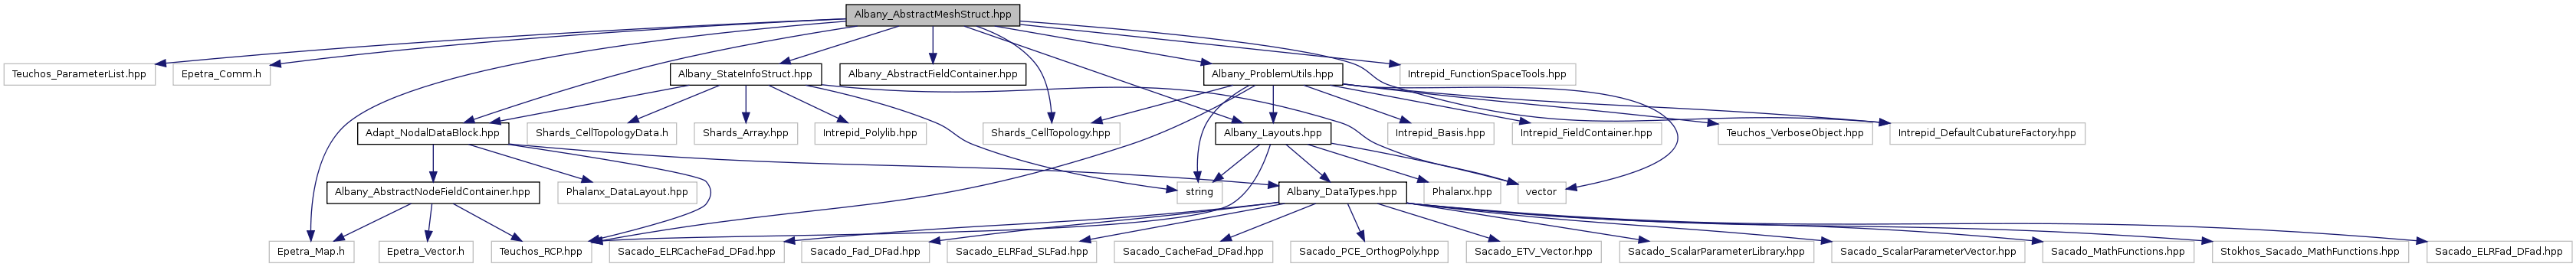 Albany_AbstractMeshStruct.hpp
Teuchos_ParameterList.hpp
Epetra_Comm.h
Albany_StateInfoStruct.hpp
Albany_AbstractFieldContainer.hpp
Albany_ProblemUtils.hpp
Intrepid_FunctionSpaceTools.hpp
Adapt_NodalDataBlock.hpp
Shards_CellTopologyData.h
Shards_Array.hpp
Intrepid_Polylib.hpp
Shards_CellTopology.hpp
Albany_Layouts.hpp
Intrepid_Basis.hpp
Intrepid_FieldContainer.hpp
Teuchos_VerboseObject.hpp
Intrepid_DefaultCubatureFactory.hpp
Albany_AbstractNodeFieldContainer.hpp
Phalanx_DataLayout.hpp
string
Albany_DataTypes.hpp
Phalanx.hpp
vector
Epetra_Map.h
Epetra_Vector.h
Teuchos_RCP.hpp
Sacado_ELRCacheFad_DFad.hpp
Sacado_Fad_DFad.hpp
Sacado_ELRFad_SLFad.hpp
Sacado_CacheFad_DFad.hpp
Sacado_PCE_OrthogPoly.hpp
Sacado_ETV_Vector.hpp
Sacado_ScalarParameterLibrary.hpp
Sacado_ScalarParameterVector.hpp
Sacado_MathFunctions.hpp
Stokhos_Sacado_MathFunctions.hpp
Sacado_ELRFad_DFad.hpp